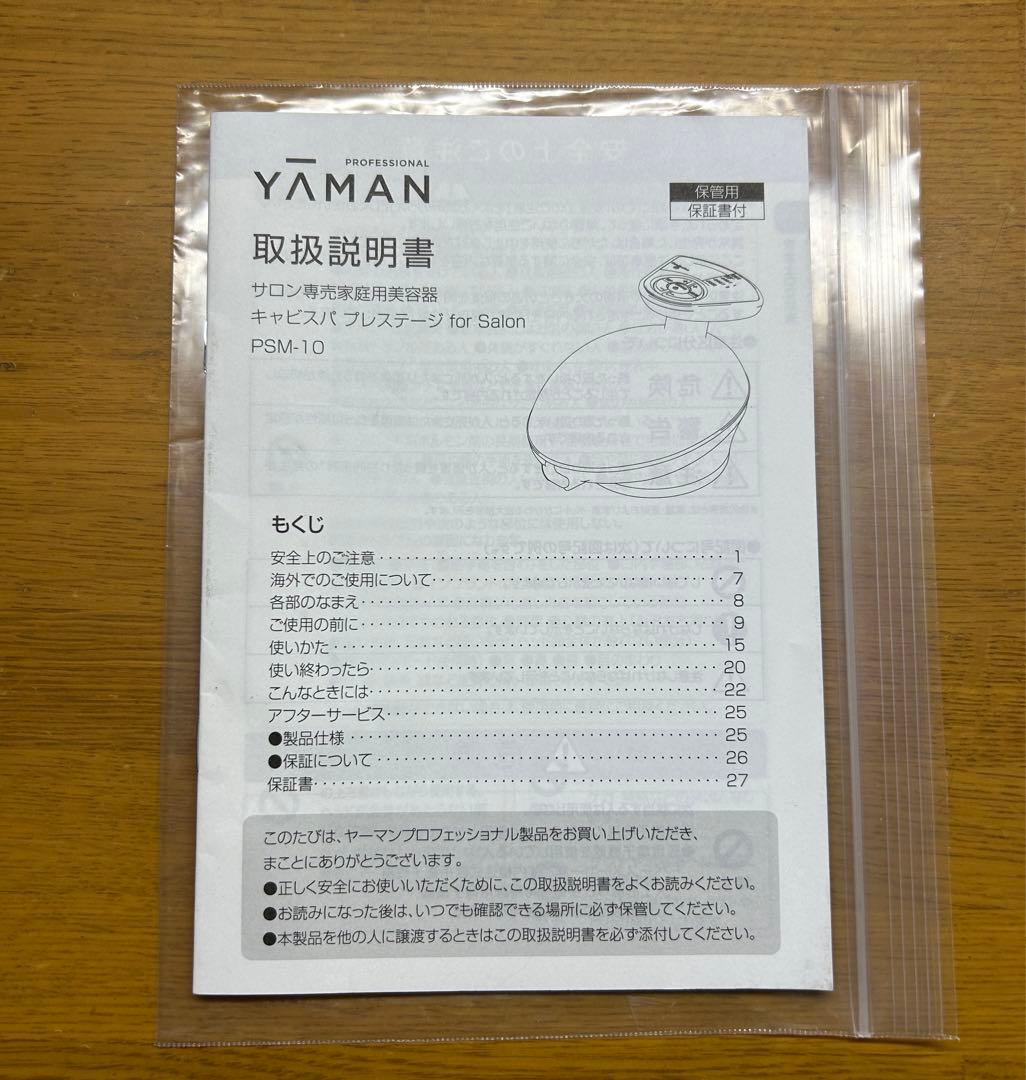 PROFESSIONAL
YĀMAN
保管用
保証書付
取扱説明書
サロン専売家庭用美容器
キャビスパ プレステージ for Salon
PSM-10
もくじ
安全上のご注意・・・・・・・・・・・・・・・・・・・・・・・・・・・・・・・・・・・・ 1
海外でのご使用について・・・・・・・・・・・・・・・・・・・・・・・・・・・・・・ 7
各部のなまえ・・・・・・・・・・・・・・・・・・・・・・・・・・・・・・・・・・・・・ 8
ご使用の前に・・・・・・・・・・・・・・・・・・・・・・・・・・・・・・・・・・・・・ 9
使いかた・・・・・・・・・・・・・・・・・・・・・・・・・・・・・・・・・・・・・・・ 15
使い終わったら・・・・・・・・・・・・・・・・・・・・・・・・・・・・・・・・・・・ 20
こんなときには・・・・・・・・・・・・・・・・・・・・・・・・・・・・・・・・・・・ 22
アフターサービス・・・・・・・・・・・・・・・・・・・・・・・・・・・・・・・・・ 25
●製品仕様・・・・・・・・・・・・・・・・・・・・・・・・・・・・・・・・・・・・・ 25
●保証について・・・・・・・・・・・・・・・・・・・・・・・・・・・・・・・・・・ 26
保証書・・・・・・・・・・・・・・・・・・・・・・・・・・・・・・・・・・・・・・・・ 27
このたびは、ヤーマンプロフェッショナル製品をお買い上げいただき、
まことにありがとうございます。
●正しく安全にお使いいただくために、この取扱説明書をよくお読みください。
●お読みになった後は、いつでも確認できる場所に必ず保管してください。
●本製品を他の人に譲渡するときはこの取扱説明書を必ず添付してください。